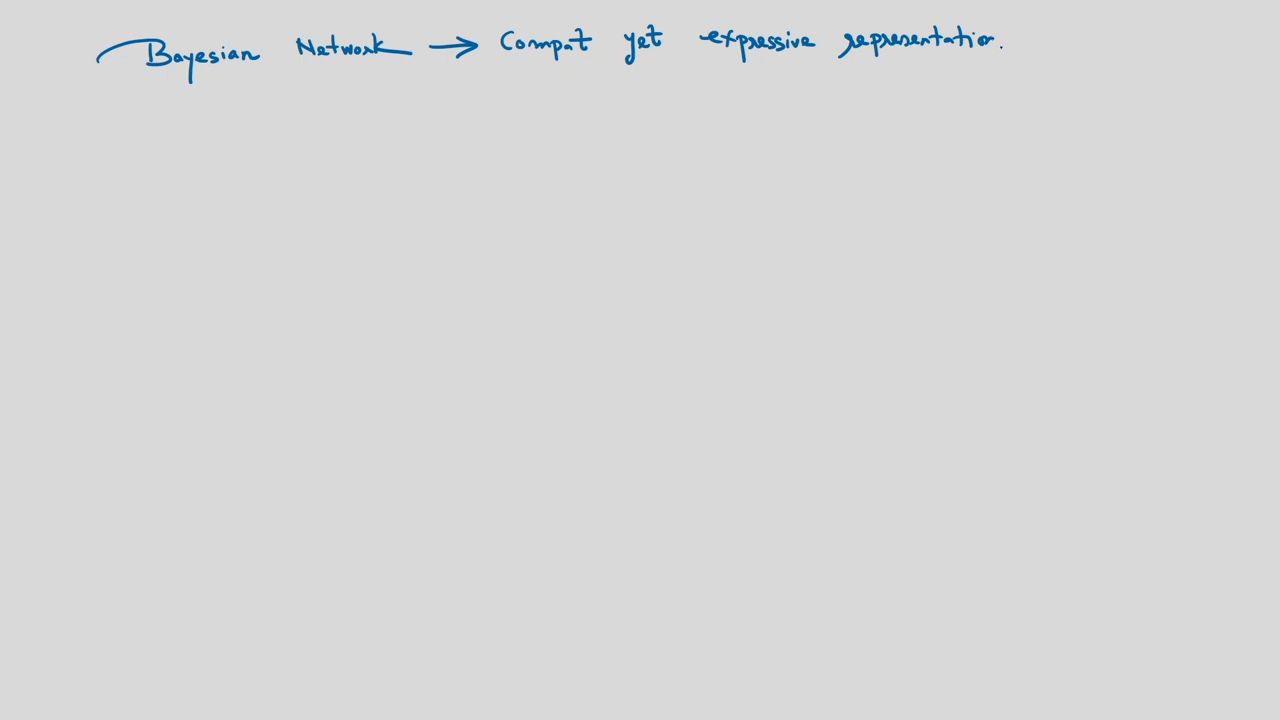 Bayesian Network → Compat yet expressive representation.